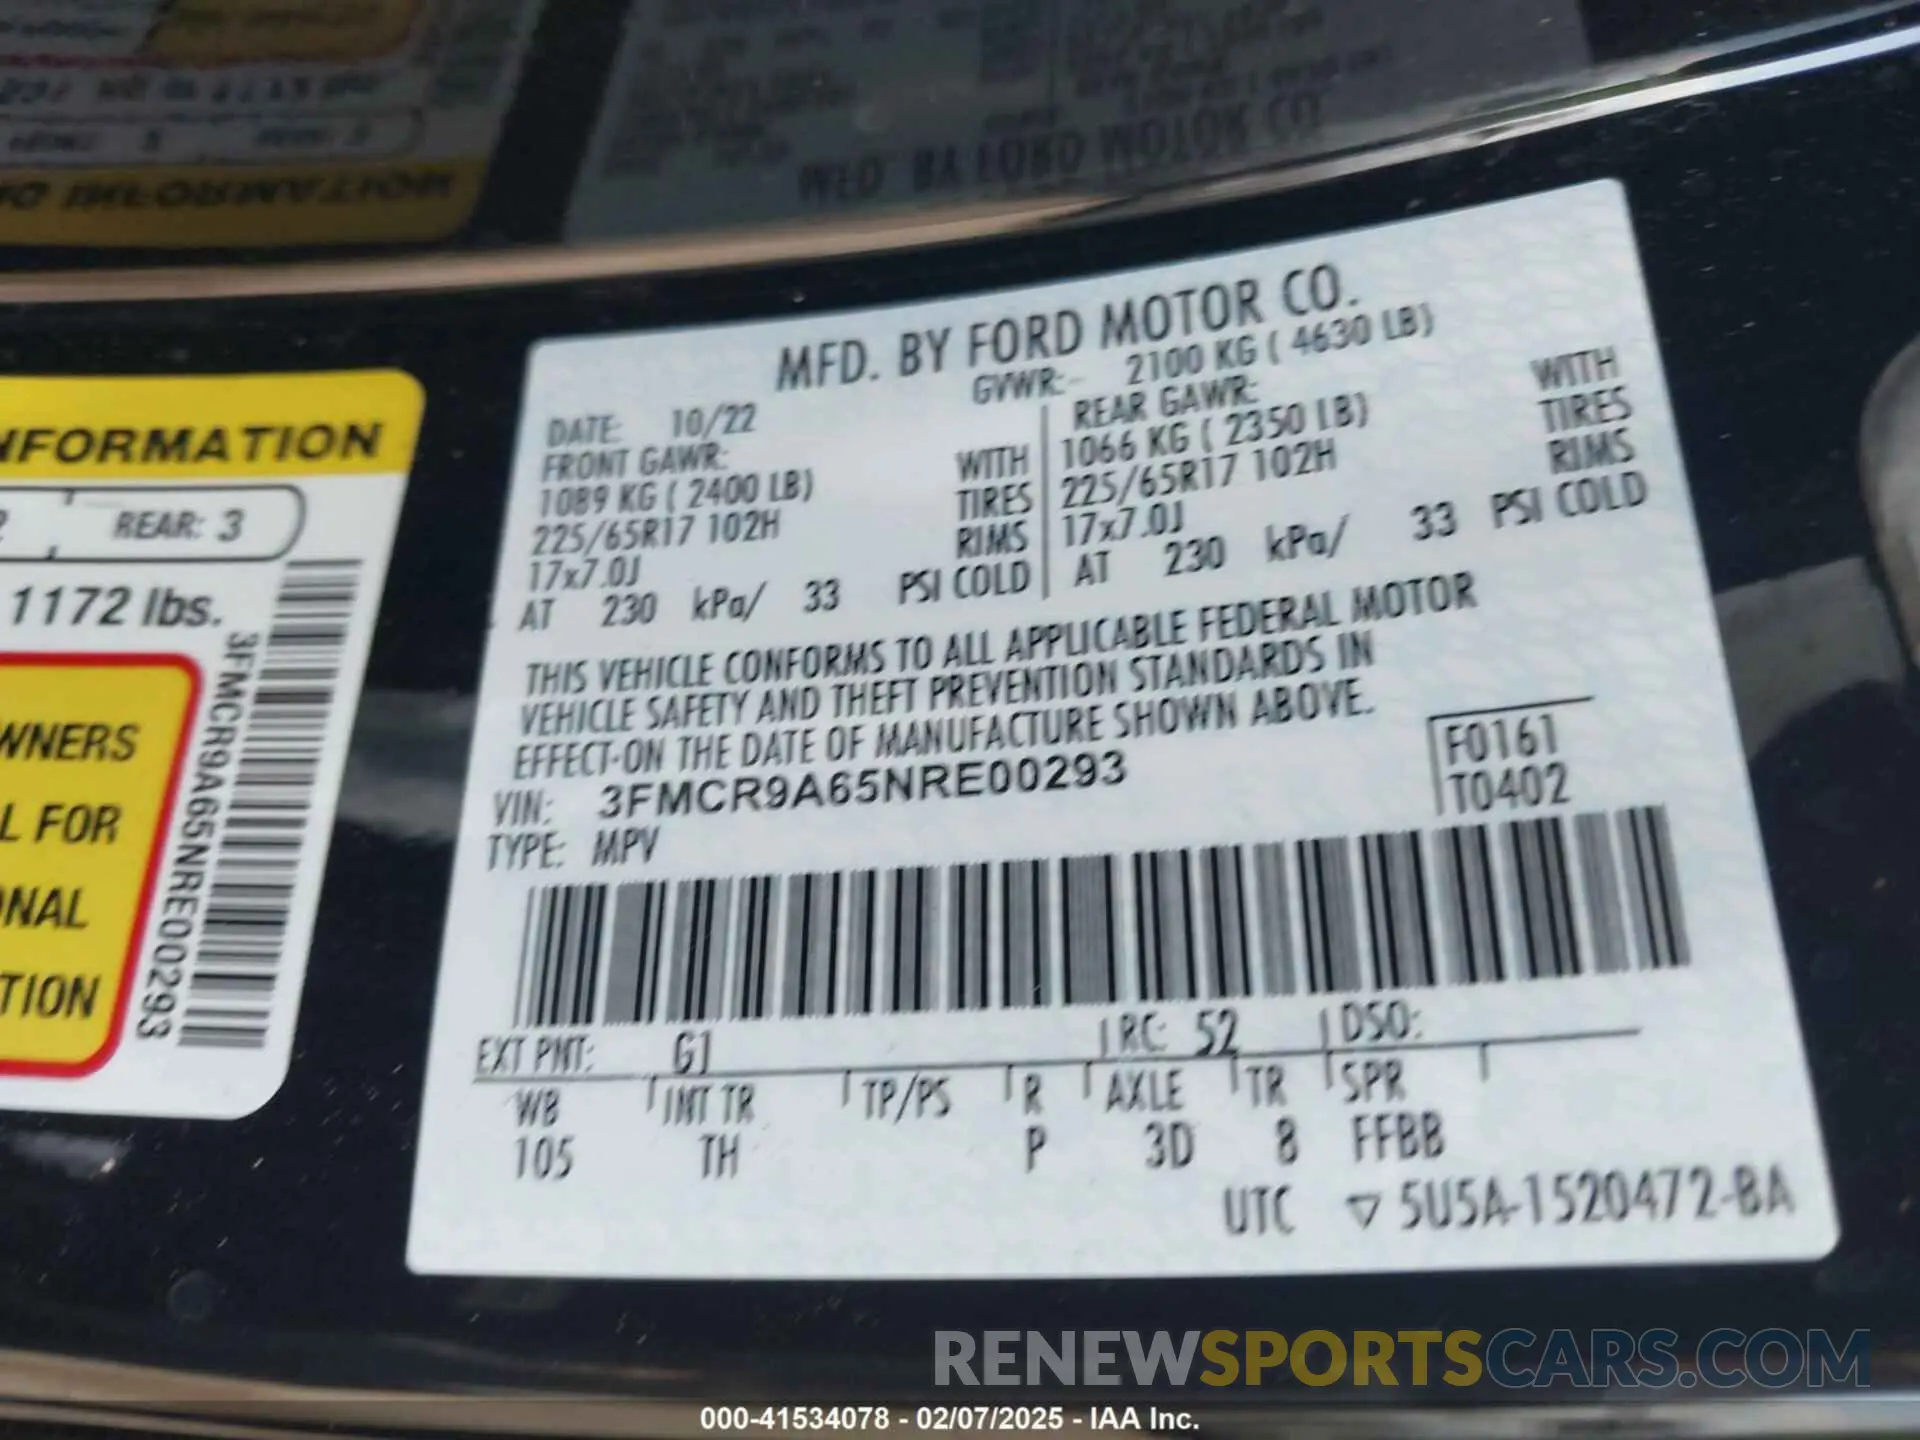 NFORMATION
REAR: 3
1172 lbs.
WNERS
L FOR
ONAL
TION
3FMCR9A65NRE00293
MFD. BY FORD MOTOR CO.
GVWR:- 2100 KG ( 4630 LB)
DATE: 10/22
FRONT GAWR:
1089 KG ( 2400 LB) WITH
225/65R17 102H TIRES
17x7.0J RIMS
AT 230 kPa/ 33 PSI COLD
REAR GAWR:
1066 KG ( 2350 LB) WITH
225/65R17 102H TIRES
17x7.0J RIMS
AT 230 kPa/ 33 PSI COLD
THIS VEHICLE CONFORMS TO ALL APPLICABLE FEDERAL MOTOR
VEHICLE SAFETY AND THEFT PREVENTION STANDARDS IN
EFFECT-ON THE DATE OF MANUFACTURE SHOWN ABOVE.
VIN: 3FMCR9A65NRE00293
TYPE: MPV
F0161
T0402
EXT PNT: G1 RC: 52 DSO:
WB INT TR TP/PS R AXLE TR SPR
105 TH P 3D 8 FFBB
UTC ▽ 5U5A-1520472-BA
RENEWSPORTSCARS.COM
000-41534078 - 02/07/2025 - IAA Inc.